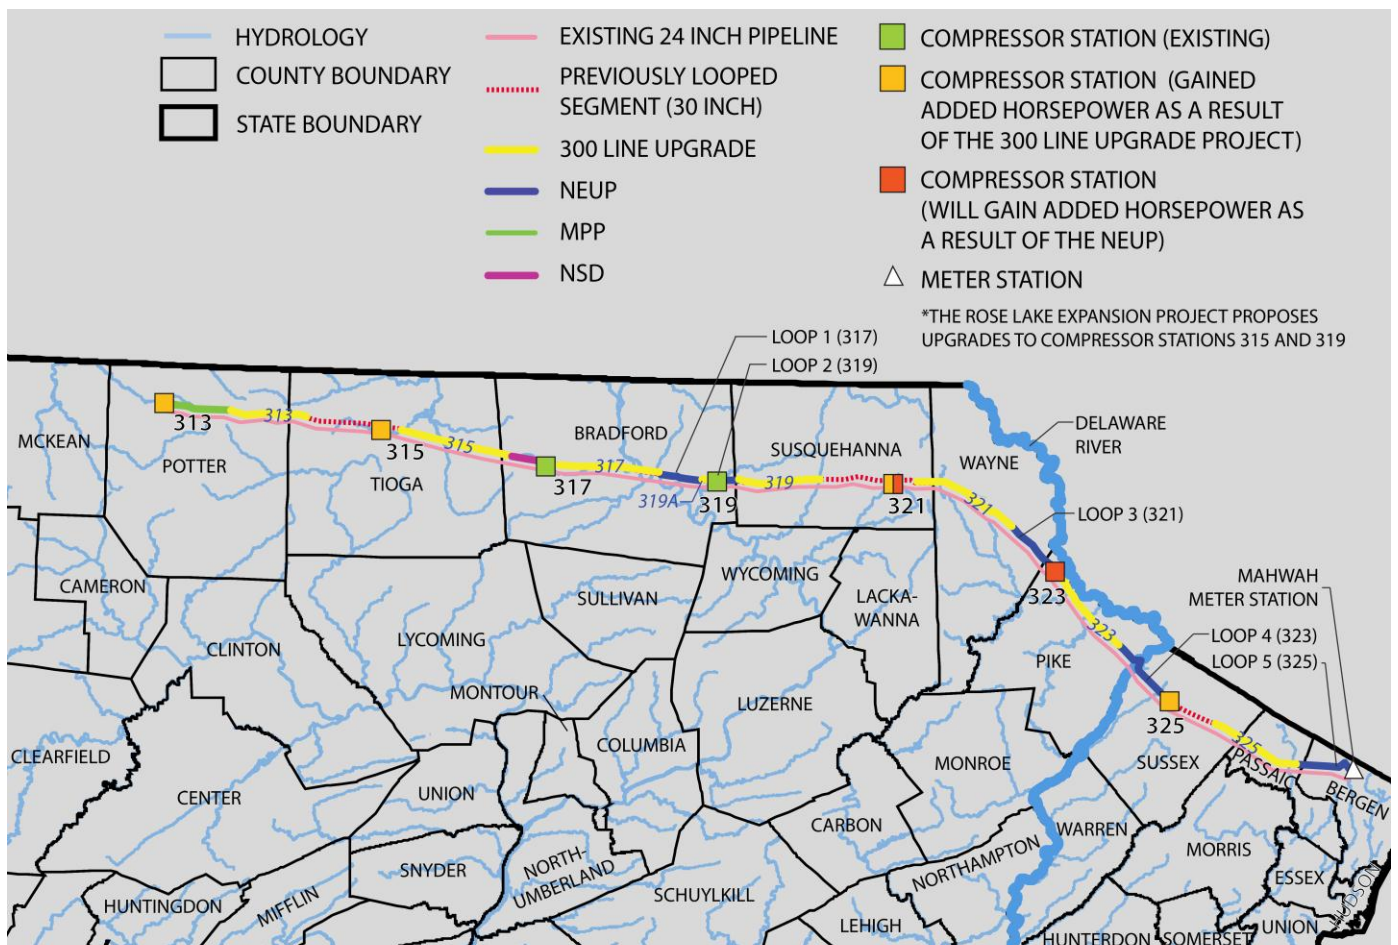 HYDROLOGY
COUNTY BOUNDARY
STATE BOUNDARY
EXISTING 24 INCH PIPELINE
PREVIOUSLY LOOPED
SEGMENT (30 INCH)
300 LINE UPGRADE
NEUP
MPP
NSD
COMPRESSOR STATION (EXISTING)
COMPRESSOR STATION (GAINED
ADDED HORSEPOWER AS A RESULT
OF THE 300 LINE UPGRADE PROJECT)
COMPRESSOR STATION
(WILL GAIN ADDED HORSEPOWER AS
A RESULT OF THE NEUP)
METER STATION
*THE ROSE LAKE EXPANSION PROJECT PROPOSES
UPGRADES TO COMPRESSOR STATIONS 315 AND 319
LOOP 1 (317)
LOOP 2 (319)
DELAWARE
RIVER
LOOP 3 (321)
MAHWAH
METER STATION
LOOP 4 (323)
LOOP 5 (325)
313
313
315
315
317
317
319A
319
319
321
321
323
323
325
325
MCKEAN
POTTER
TIOGA
BRADFORD
SUSQUEHANNA
WAYNE
CAMERON
CLINTON
LYCOMING
SULLIVAN
WYCOMING
LACKA-
WANNA
PIKE
MONTOUR
LUZERNE
COLUMBIA
CLEARFIELD
CENTER
UNION
MONROE
SUSSEX
PASSAIC
BERGEN
CARBON
WARREN
MORRIS
SNYDER
NORTH-
UMBERLAND
NORTHAMPTON
ESSEX
HUDSON
HUNTINGDON
MIFFLIN
SCHUYLKILL
LEHIGH
HUNTERDON
SOMERSET
UNION